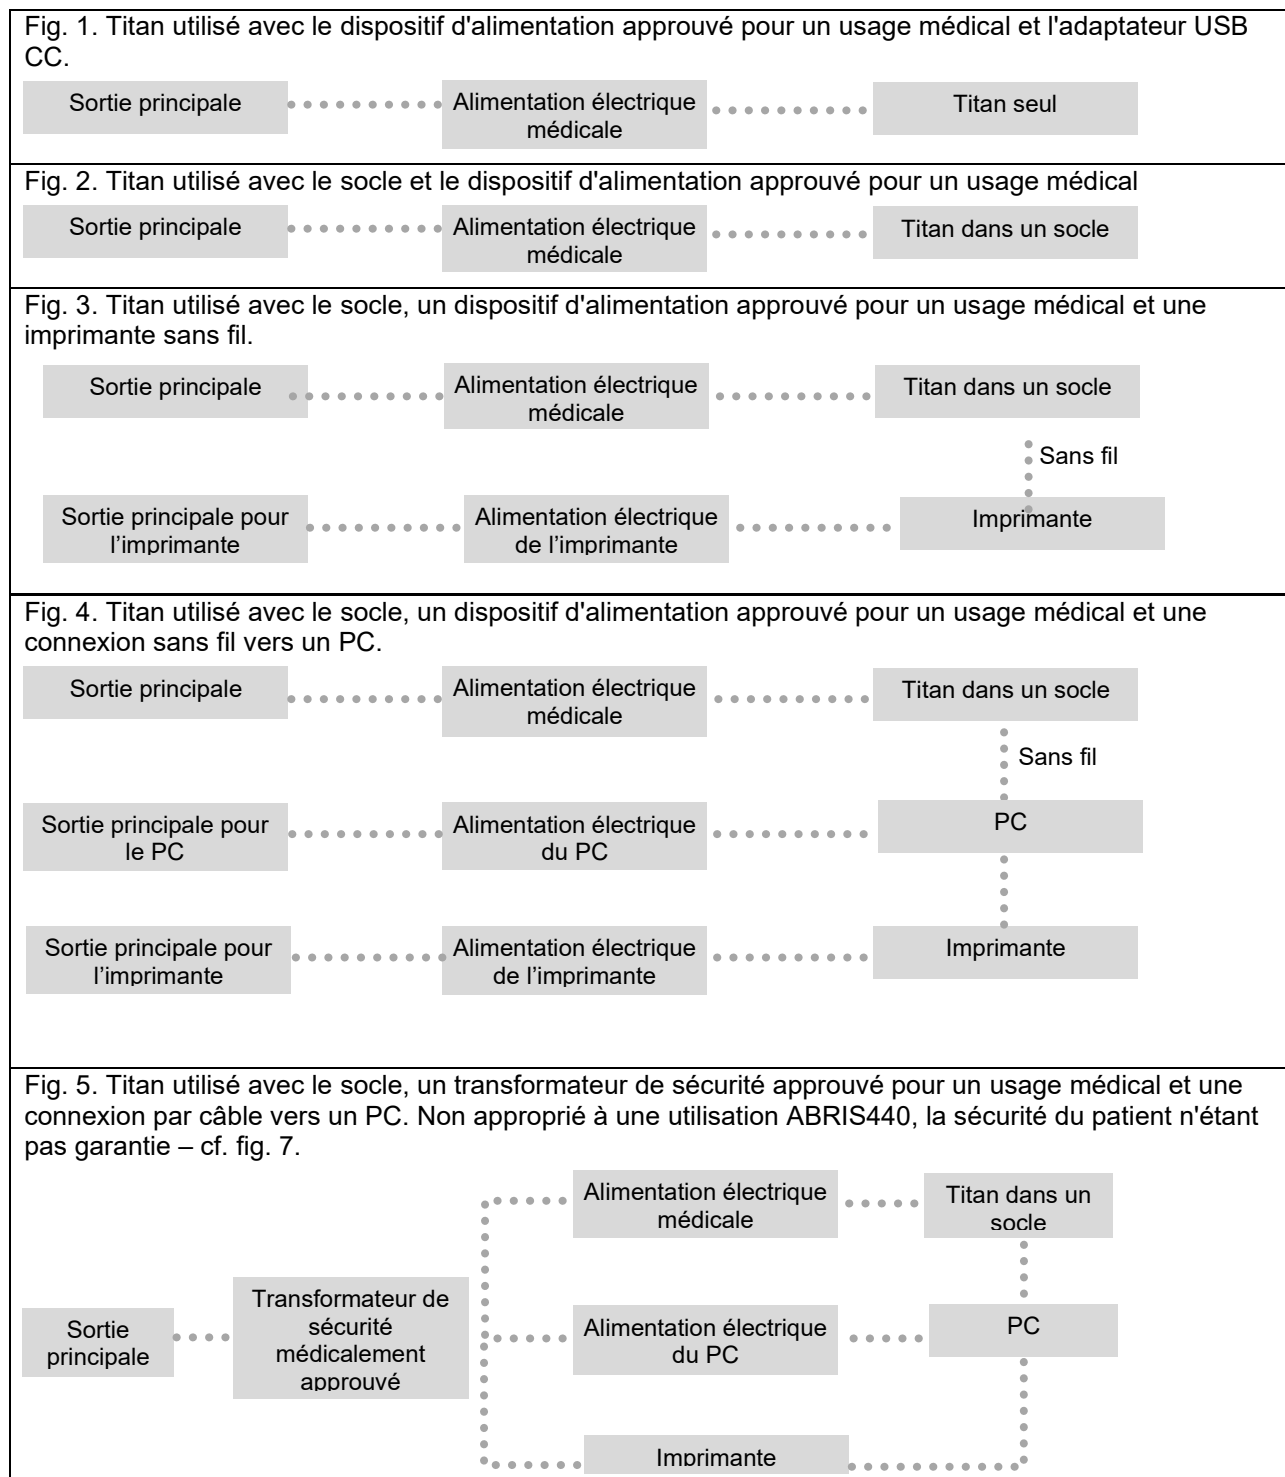 Fig. 1. Titan utilisé avec le dispositif d'alimentation approuvé pour un usage médical et l'adaptateur USB
CC.
Sortie principale
Alimentation électrique
médicale
Titan seul
Fig. 2. Titan utilisé avec le socle et le dispositif d'alimentation approuvé pour un usage médical
Sortie principale
Alimentation électrique
médicale
Titan dans un socle
Fig. 3. Titan utilisé avec le socle, un dispositif d'alimentation approuvé pour un usage médical et une
imprimante sans fil.
Sortie principale
Alimentation électrique
médicale
Titan dans un socle
Sans fil
Sortie principale pour
l’imprimante
Alimentation électrique
de l’imprimante
Imprimante
Fig. 4. Titan utilisé avec le socle, un dispositif d'alimentation approuvé pour un usage médical et une
connexion sans fil vers un PC.
Sortie principale
Alimentation électrique
médicale
Titan dans un socle
Sans fil
Sortie principale pour
le PC
Alimentation électrique
du PC
PC
Sortie principale pour
l’imprimante
Alimentation électrique
de l’imprimante
Imprimante
Fig. 5. Titan utilisé avec le socle, un transformateur de sécurité approuvé pour un usage médical et une
connexion par câble vers un PC. Non approprié à une utilisation ABRIS440, la sécurité du patient n'étant
pas garantie – cf. fig. 7.
Alimentation électrique
médicale
Titan dans un
socle
Sortie
principale
Transformateur de
sécurité
médicalement
approuvé
Alimentation électrique
du PC
PC
Imprimante